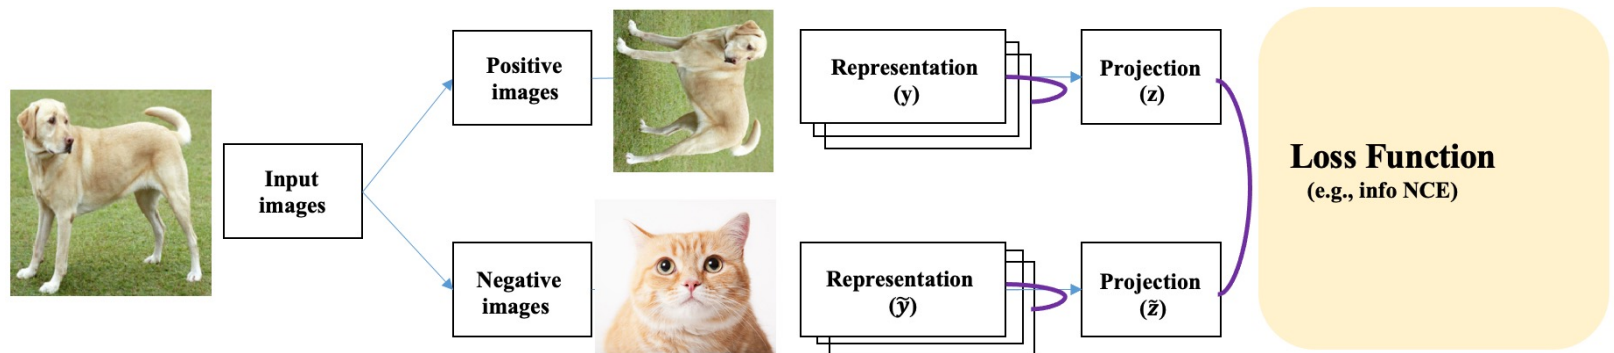 Input
images
Positive
images
Representation
(y)
Projection
(z)
Negative
images
Representation
(ỹ)
Projection
(z̃)
Loss Function
(e.g., info NCE)